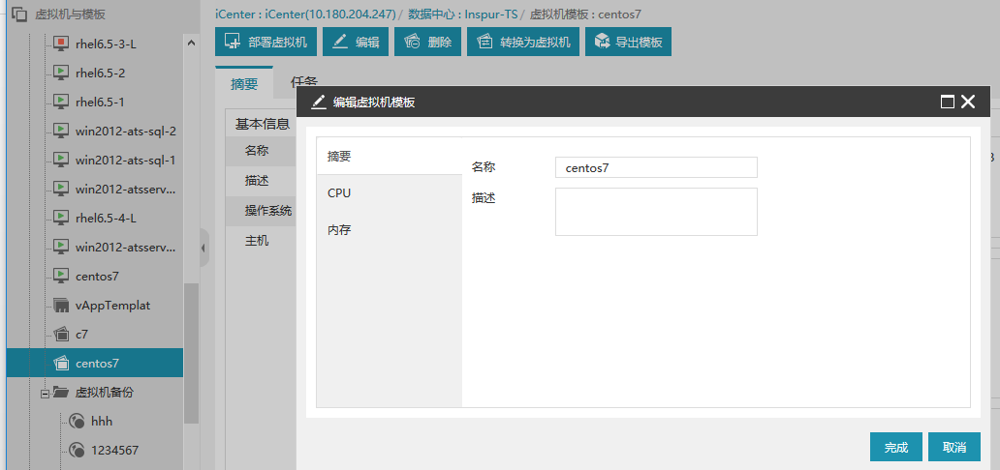 虚拟机与模板
rhel6.5-3-L
rhel6.5-2
rhel6.5-1
win2012-ats-sql-2
win2012-ats-sql-1
win2012-atsserv...
rhel6.5-4-L
win2012-atsserv...
centos7
vAppTemplat
c7
centos7
虚拟机备份
hhh
1234567
iCenter : iCenter(10.180.204.247) / 数据中心 : Inspur-TS / 虚拟机模板 : centos7
部署虚拟机 编辑 删除 转换为虚拟机 导出模板
摘要 任务
基本信息
名称
描述
操作系统
主机
编辑虚拟机模板
摘要
CPU
内存
名称 centos7
描述
完成 取消